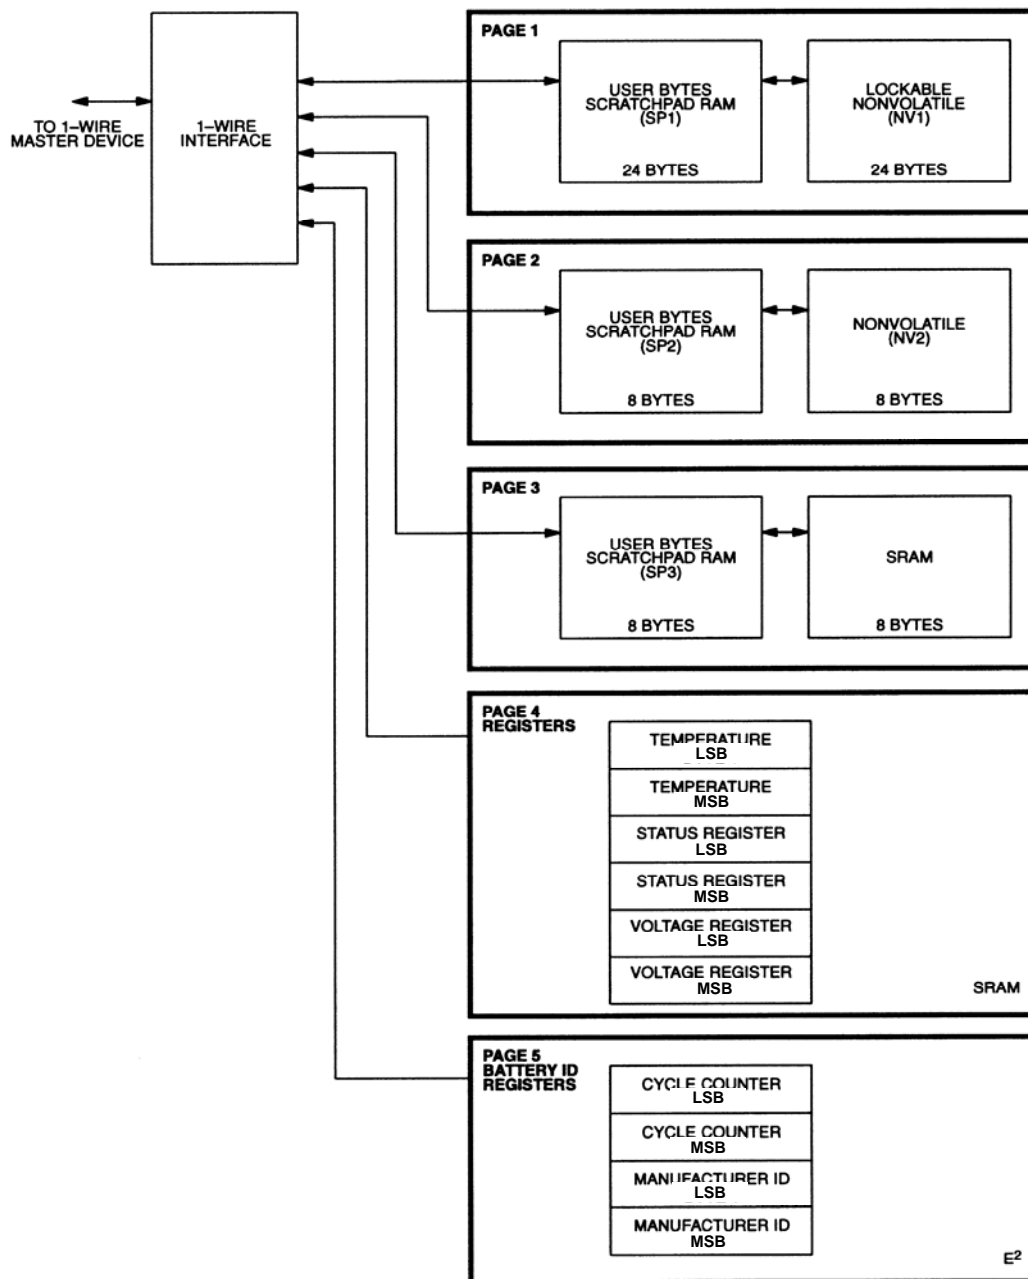 TO 1–WIRE
MASTER DEVICE
1–WIRE
INTERFACE
PAGE 1
USER BYTES
SCRATCHPAD RAM
(SP1)
24 BYTES
LOCKABLE
NONVOLATILE
(NV1)
24 BYTES
PAGE 2
USER BYTES
SCRATCHPAD RAM
(SP2)
8 BYTES
NONVOLATILE
(NV2)
8 BYTES
PAGE 3
USER BYTES
SCRATCHPAD RAM
(SP3)
8 BYTES
SRAM
8 BYTES
PAGE 4
REGISTERS
TEMPERATURE
LSB
TEMPERATURE
MSB
STATUS REGISTER
LSB
STATUS REGISTER
MSB
VOLTAGE REGISTER
LSB
VOLTAGE REGISTER
MSB
SRAM
PAGE 5
BATTERY ID
REGISTERS
CYCLE COUNTER
LSB
CYCLE COUNTER
MSB
MANUFACTURER ID
LSB
MANUFACTURER ID
MSB
E²